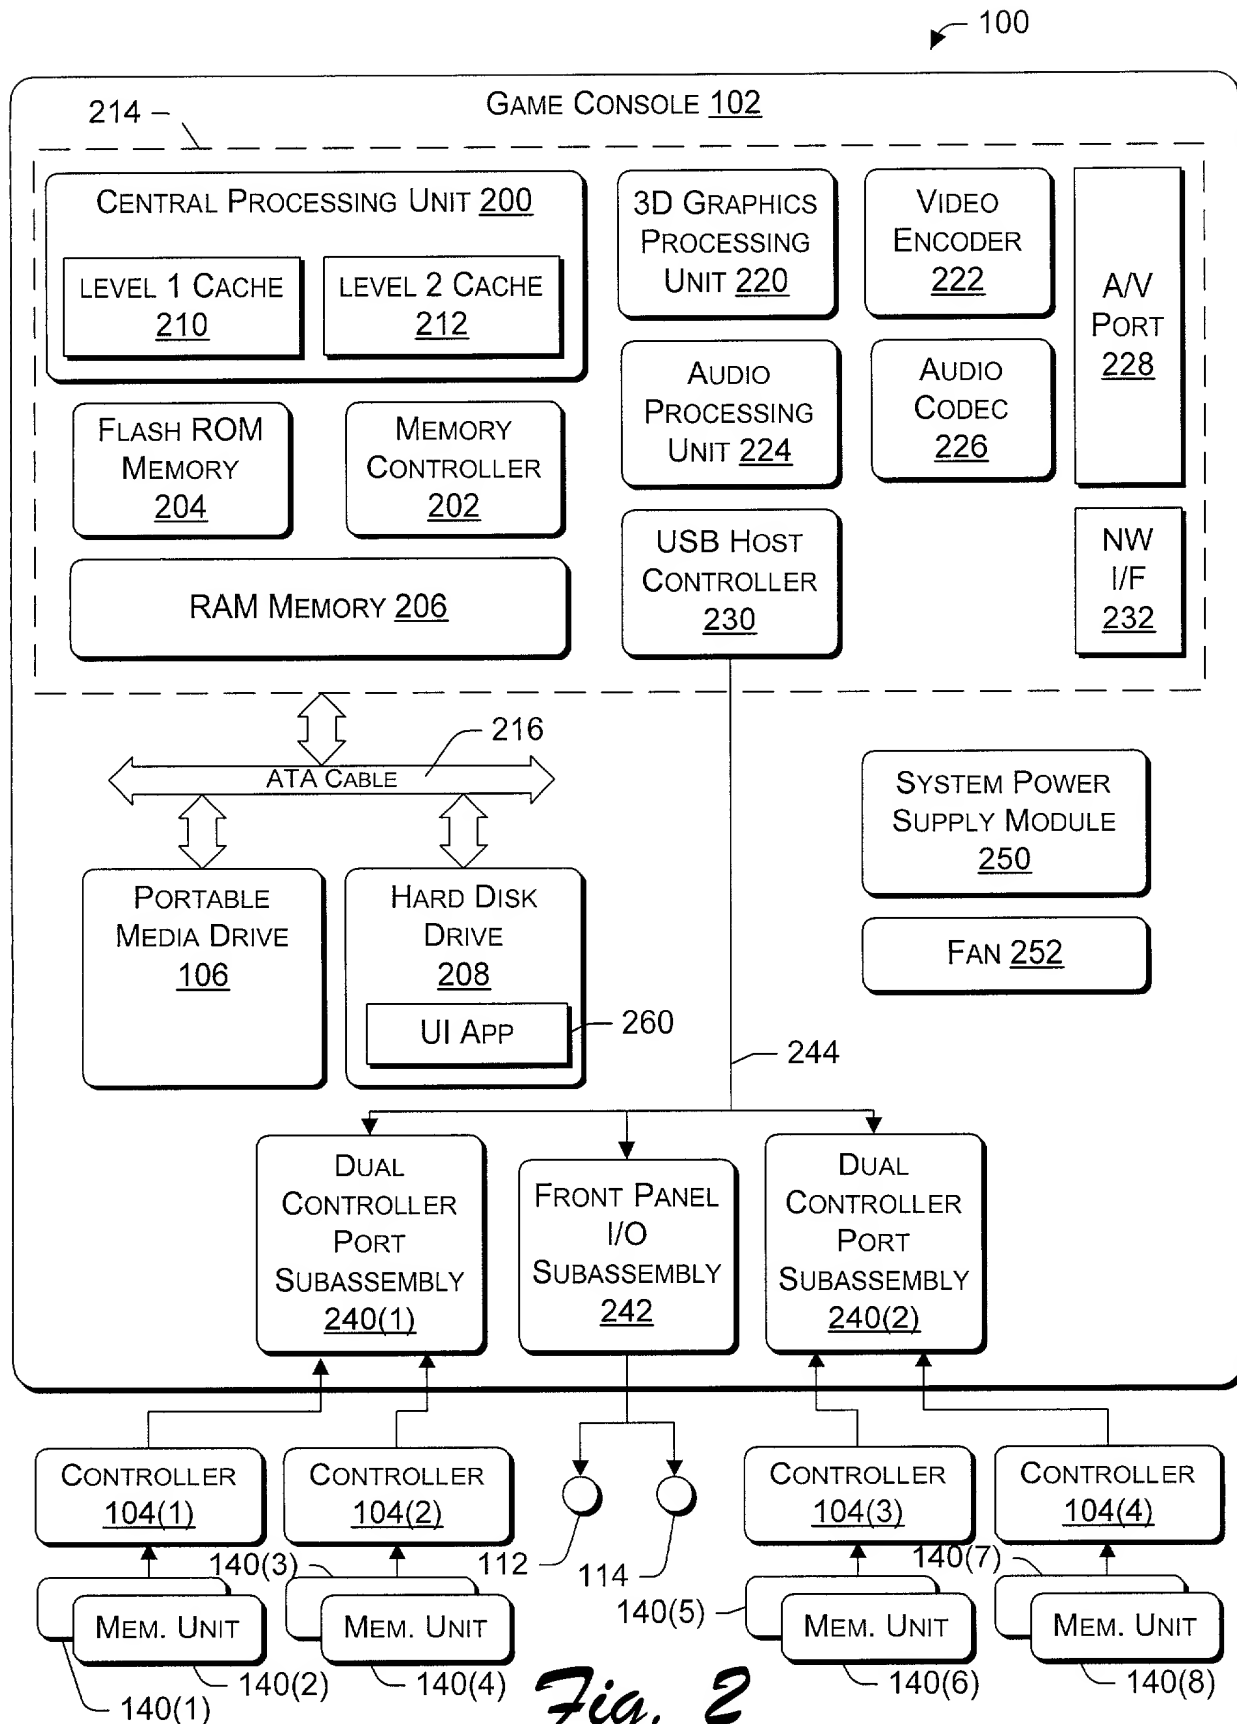 100
GAME CONSOLE 102
214
CENTRAL PROCESSING UNIT 200
LEVEL 1 CACHE
210
LEVEL 2 CACHE
212
3D GRAPHICS
PROCESSING
UNIT 220
VIDEO
ENCODER
222
A/V
PORT
228
AUDIO
PROCESSING
UNIT 224
AUDIO
CODEC
226
FLASH ROM
MEMORY
204
MEMORY
CONTROLLER
202
USB HOST
CONTROLLER
230
NW
I/F
232
RAM MEMORY 206
216
ATA CABLE
SYSTEM POWER
SUPPLY MODULE
250
PORTABLE
MEDIA DRIVE
106
HARD DISK
DRIVE
208
UI APP
260
FAN 252
244
DUAL
CONTROLLER
PORT
SUBASSEMBLY
240(1)
FRONT PANEL
I/O
SUBASSEMBLY
242
DUAL
CONTROLLER
PORT
SUBASSEMBLY
240(2)
CONTROLLER
104(1)
CONTROLLER
104(2)
CONTROLLER
104(3)
CONTROLLER
104(4)
112
114
140(3)
140(7)
140(5)
MEM. UNIT
MEM. UNIT
MEM. UNIT
MEM. UNIT
140(1)
140(2)
140(4)
140(6)
140(8)
Fig. 2